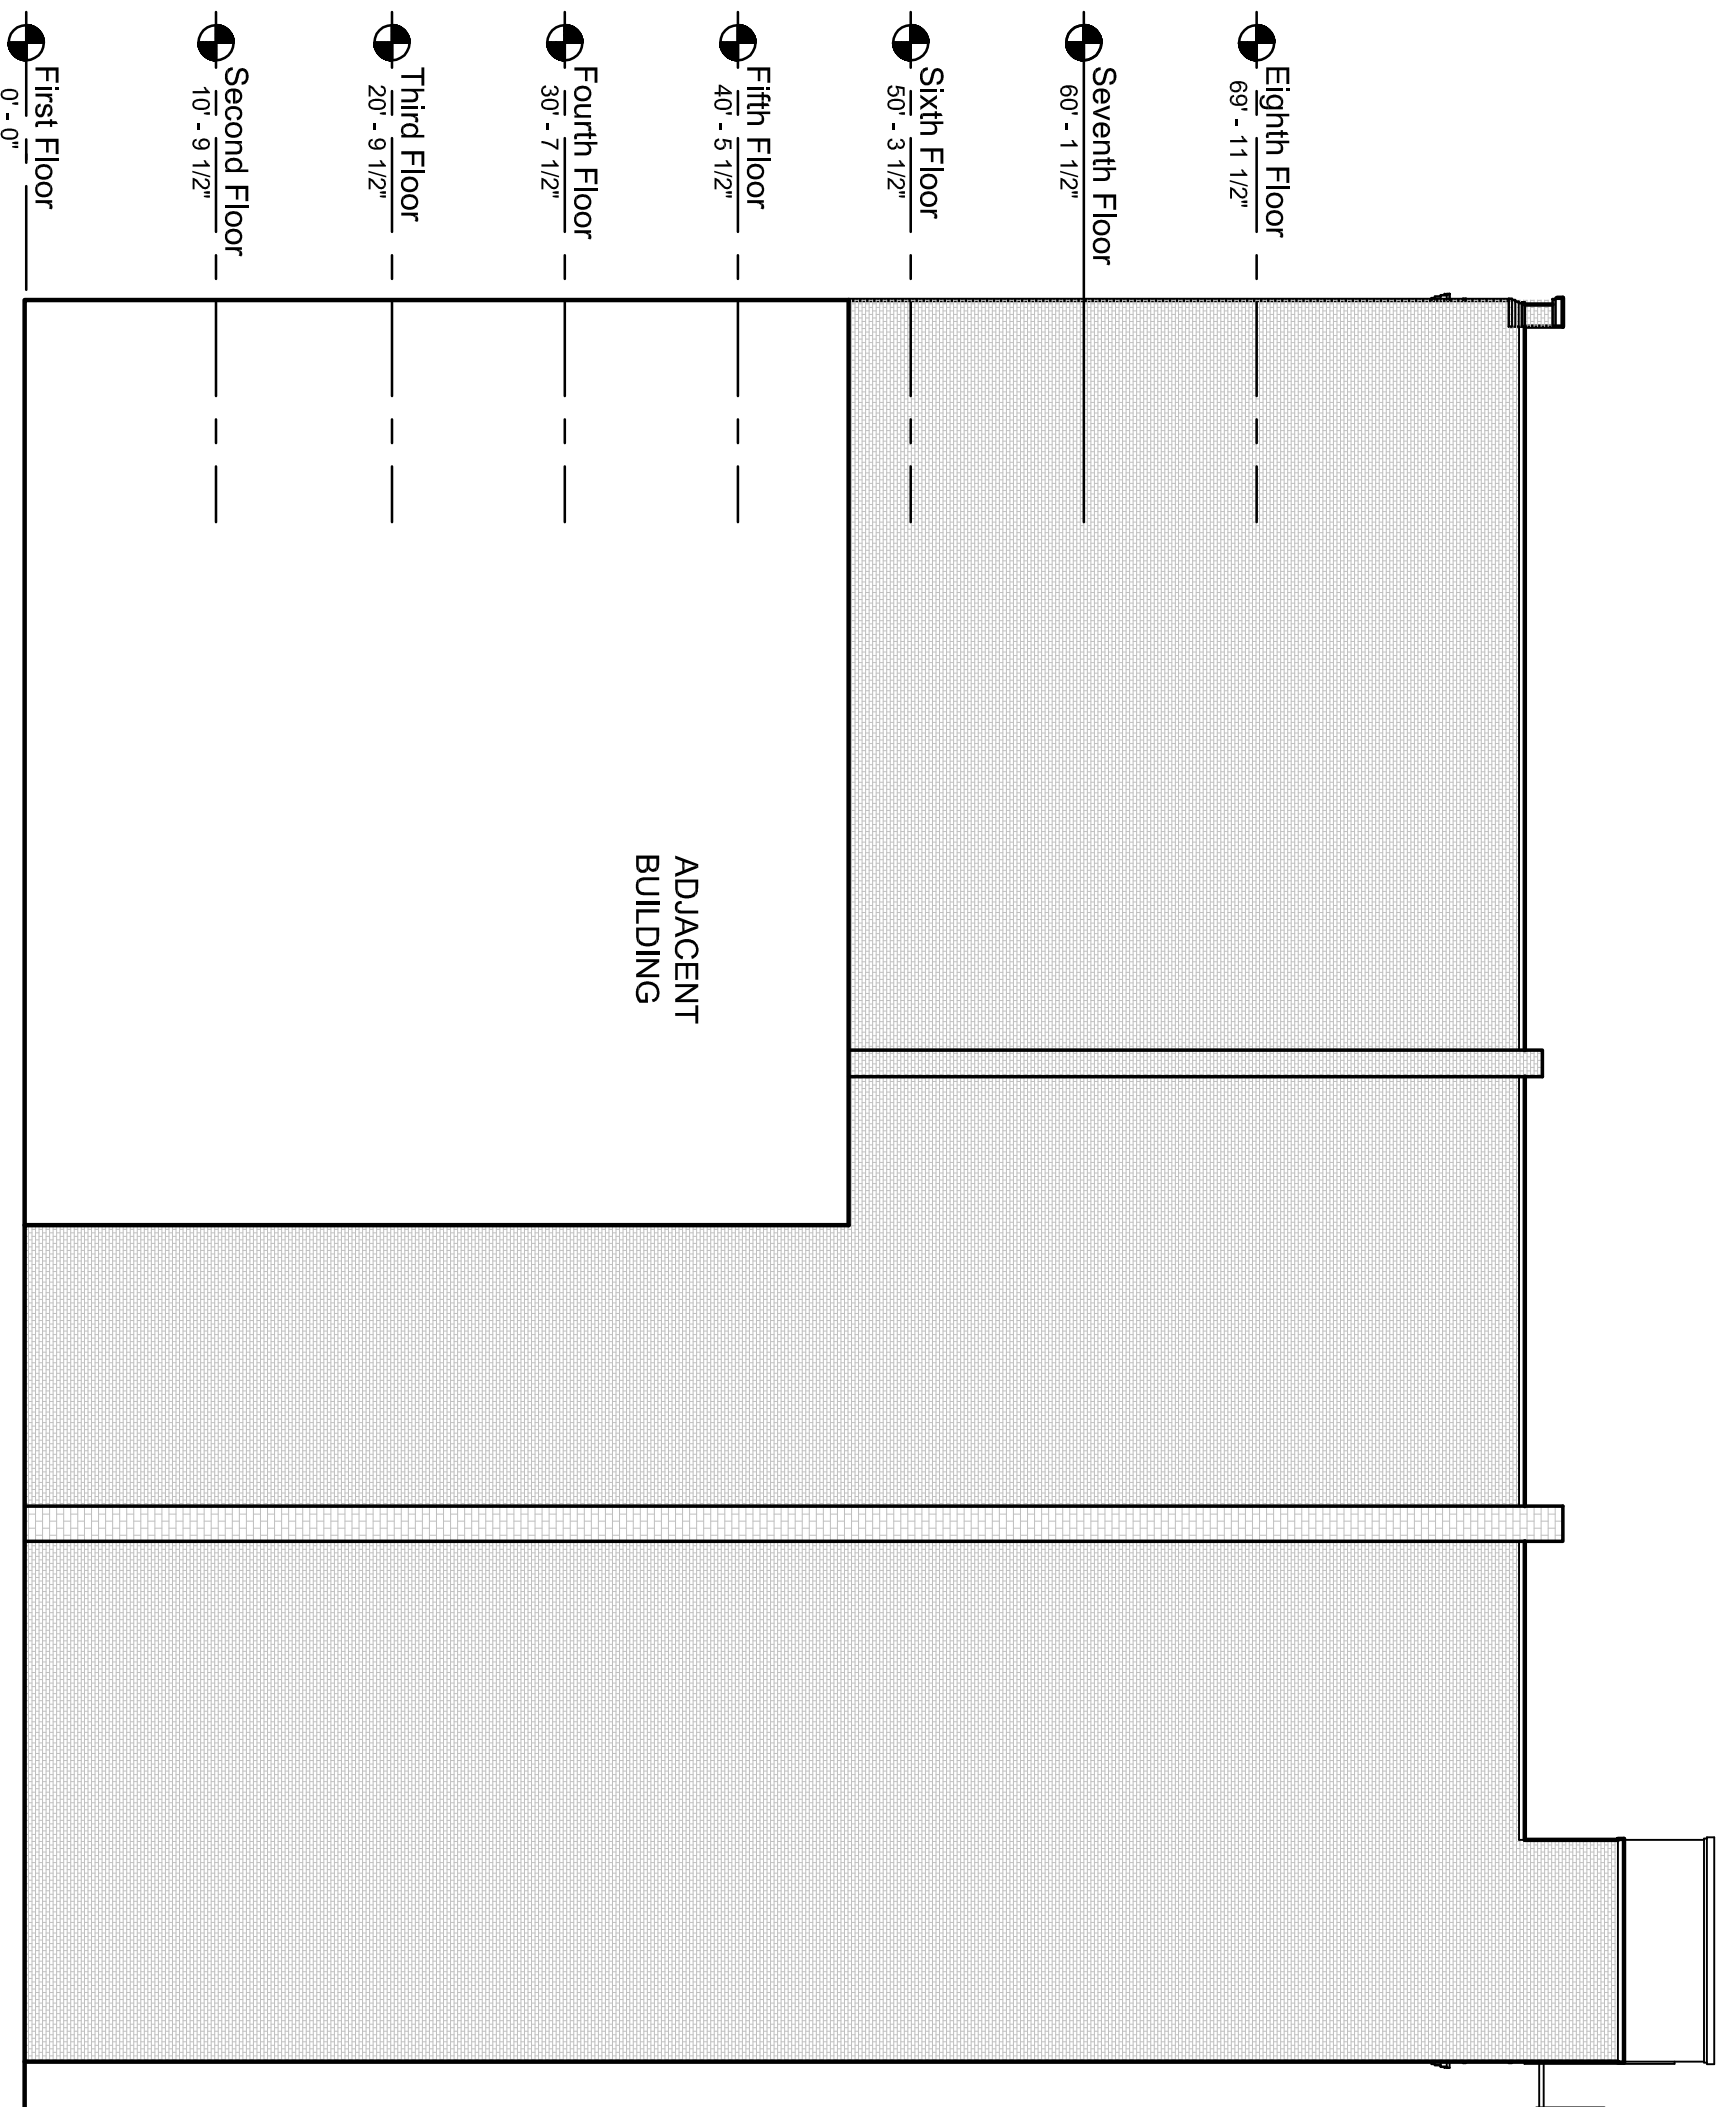 Eighth Floor
69' - 11 1/2"
Seventh Floor
60' - 1 1/2"
Sixth Floor
50' - 3 1/2"
Fifth Floor
40' - 5 1/2"
Fourth Floor
30' - 7 1/2"
Third Floor
20' - 9 1/2"
Second Floor
10' - 9 1/2"
First Floor
0' - 0"
ADJACENT
BUILDING